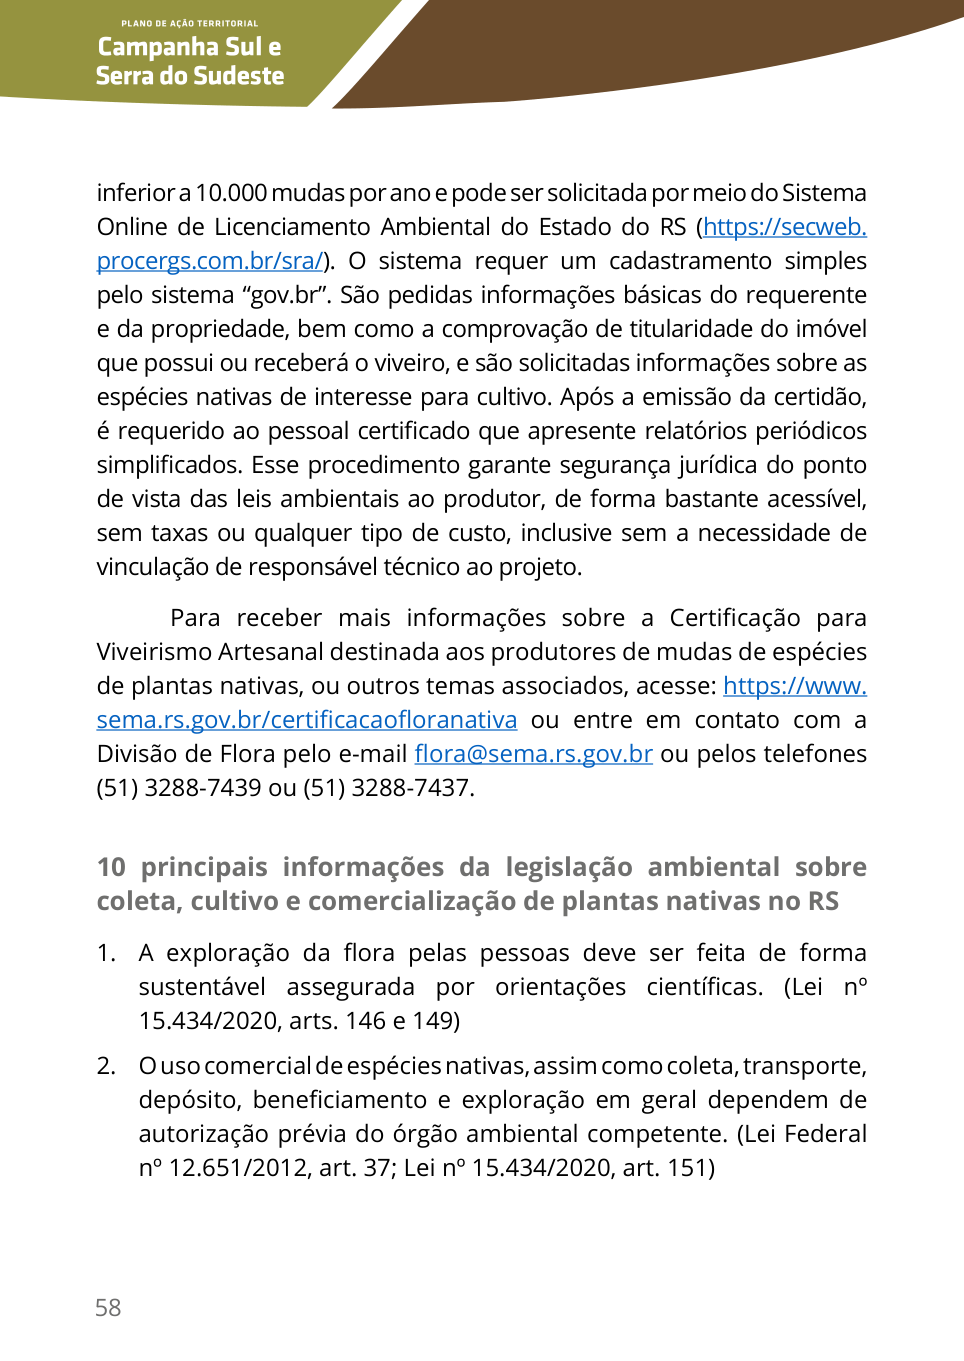 PLANO DE AÇÃO TERRITORIAL
Campanha Sul e
Serra do Sudeste
inferior a 10.000 mudas por ano e pode ser solicitada por meio do Sistema
Online de Licenciamento Ambiental do Estado do RS (https://secweb.
procergs.com.br/sra/). O sistema requer um cadastramento simples
pelo sistema “gov.br”. São pedidas informações básicas do requerente
e da propriedade, bem como a comprovação de titularidade do imóvel
que possui ou receberá o viveiro, e são solicitadas informações sobre as
espécies nativas de interesse para cultivo. Após a emissão da certidão,
é requerido ao pessoal certificado que apresente relatórios periódicos
simplificados. Esse procedimento garante segurança jurídica do ponto
de vista das leis ambientais ao produtor, de forma bastante acessível,
sem taxas ou qualquer tipo de custo, inclusive sem a necessidade de
vinculação de responsável técnico ao projeto.
Para receber mais informações sobre a Certificação para
Viveirismo Artesanal destinada aos produtores de mudas de espécies
de plantas nativas, ou outros temas associados, acesse: https://www.
sema.rs.gov.br/certificacaofloranativa ou entre em contato com a
Divisão de Flora pelo e-mail flora@sema.rs.gov.br ou pelos telefones
(51) 3288-7439 ou (51) 3288-7437.
10 principais informações da legislação ambiental sobre
coleta, cultivo e comercialização de plantas nativas no RS
1. A exploração da flora pelas pessoas deve ser feita de forma
sustentável assegurada por orientações científicas. (Lei nº
15.434/2020, arts. 146 e 149)
2. O uso comercial de espécies nativas, assim como coleta, transporte,
depósito, beneficiamento e exploração em geral dependem de
autorização prévia do órgão ambiental competente. (Lei Federal
nº 12.651/2012, art. 37; Lei nº 15.434/2020, art. 151)
58